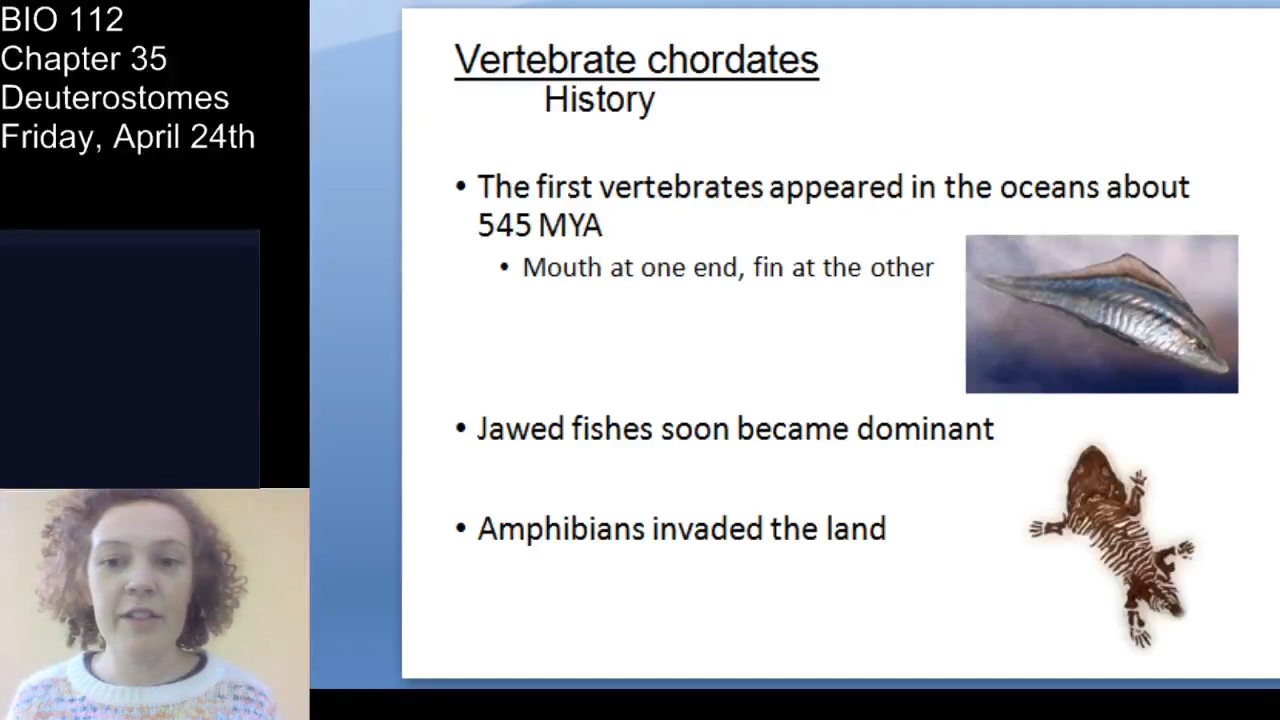 BIO 112
Chapter 35
Deuterostomes
Friday, April 24th
Vertebrate chordates
History
• The first vertebrates appeared in the oceans about
545 MYA
• Mouth at one end, fin at the other
• Jawed fishes soon became dominant
• Amphibians invaded the land